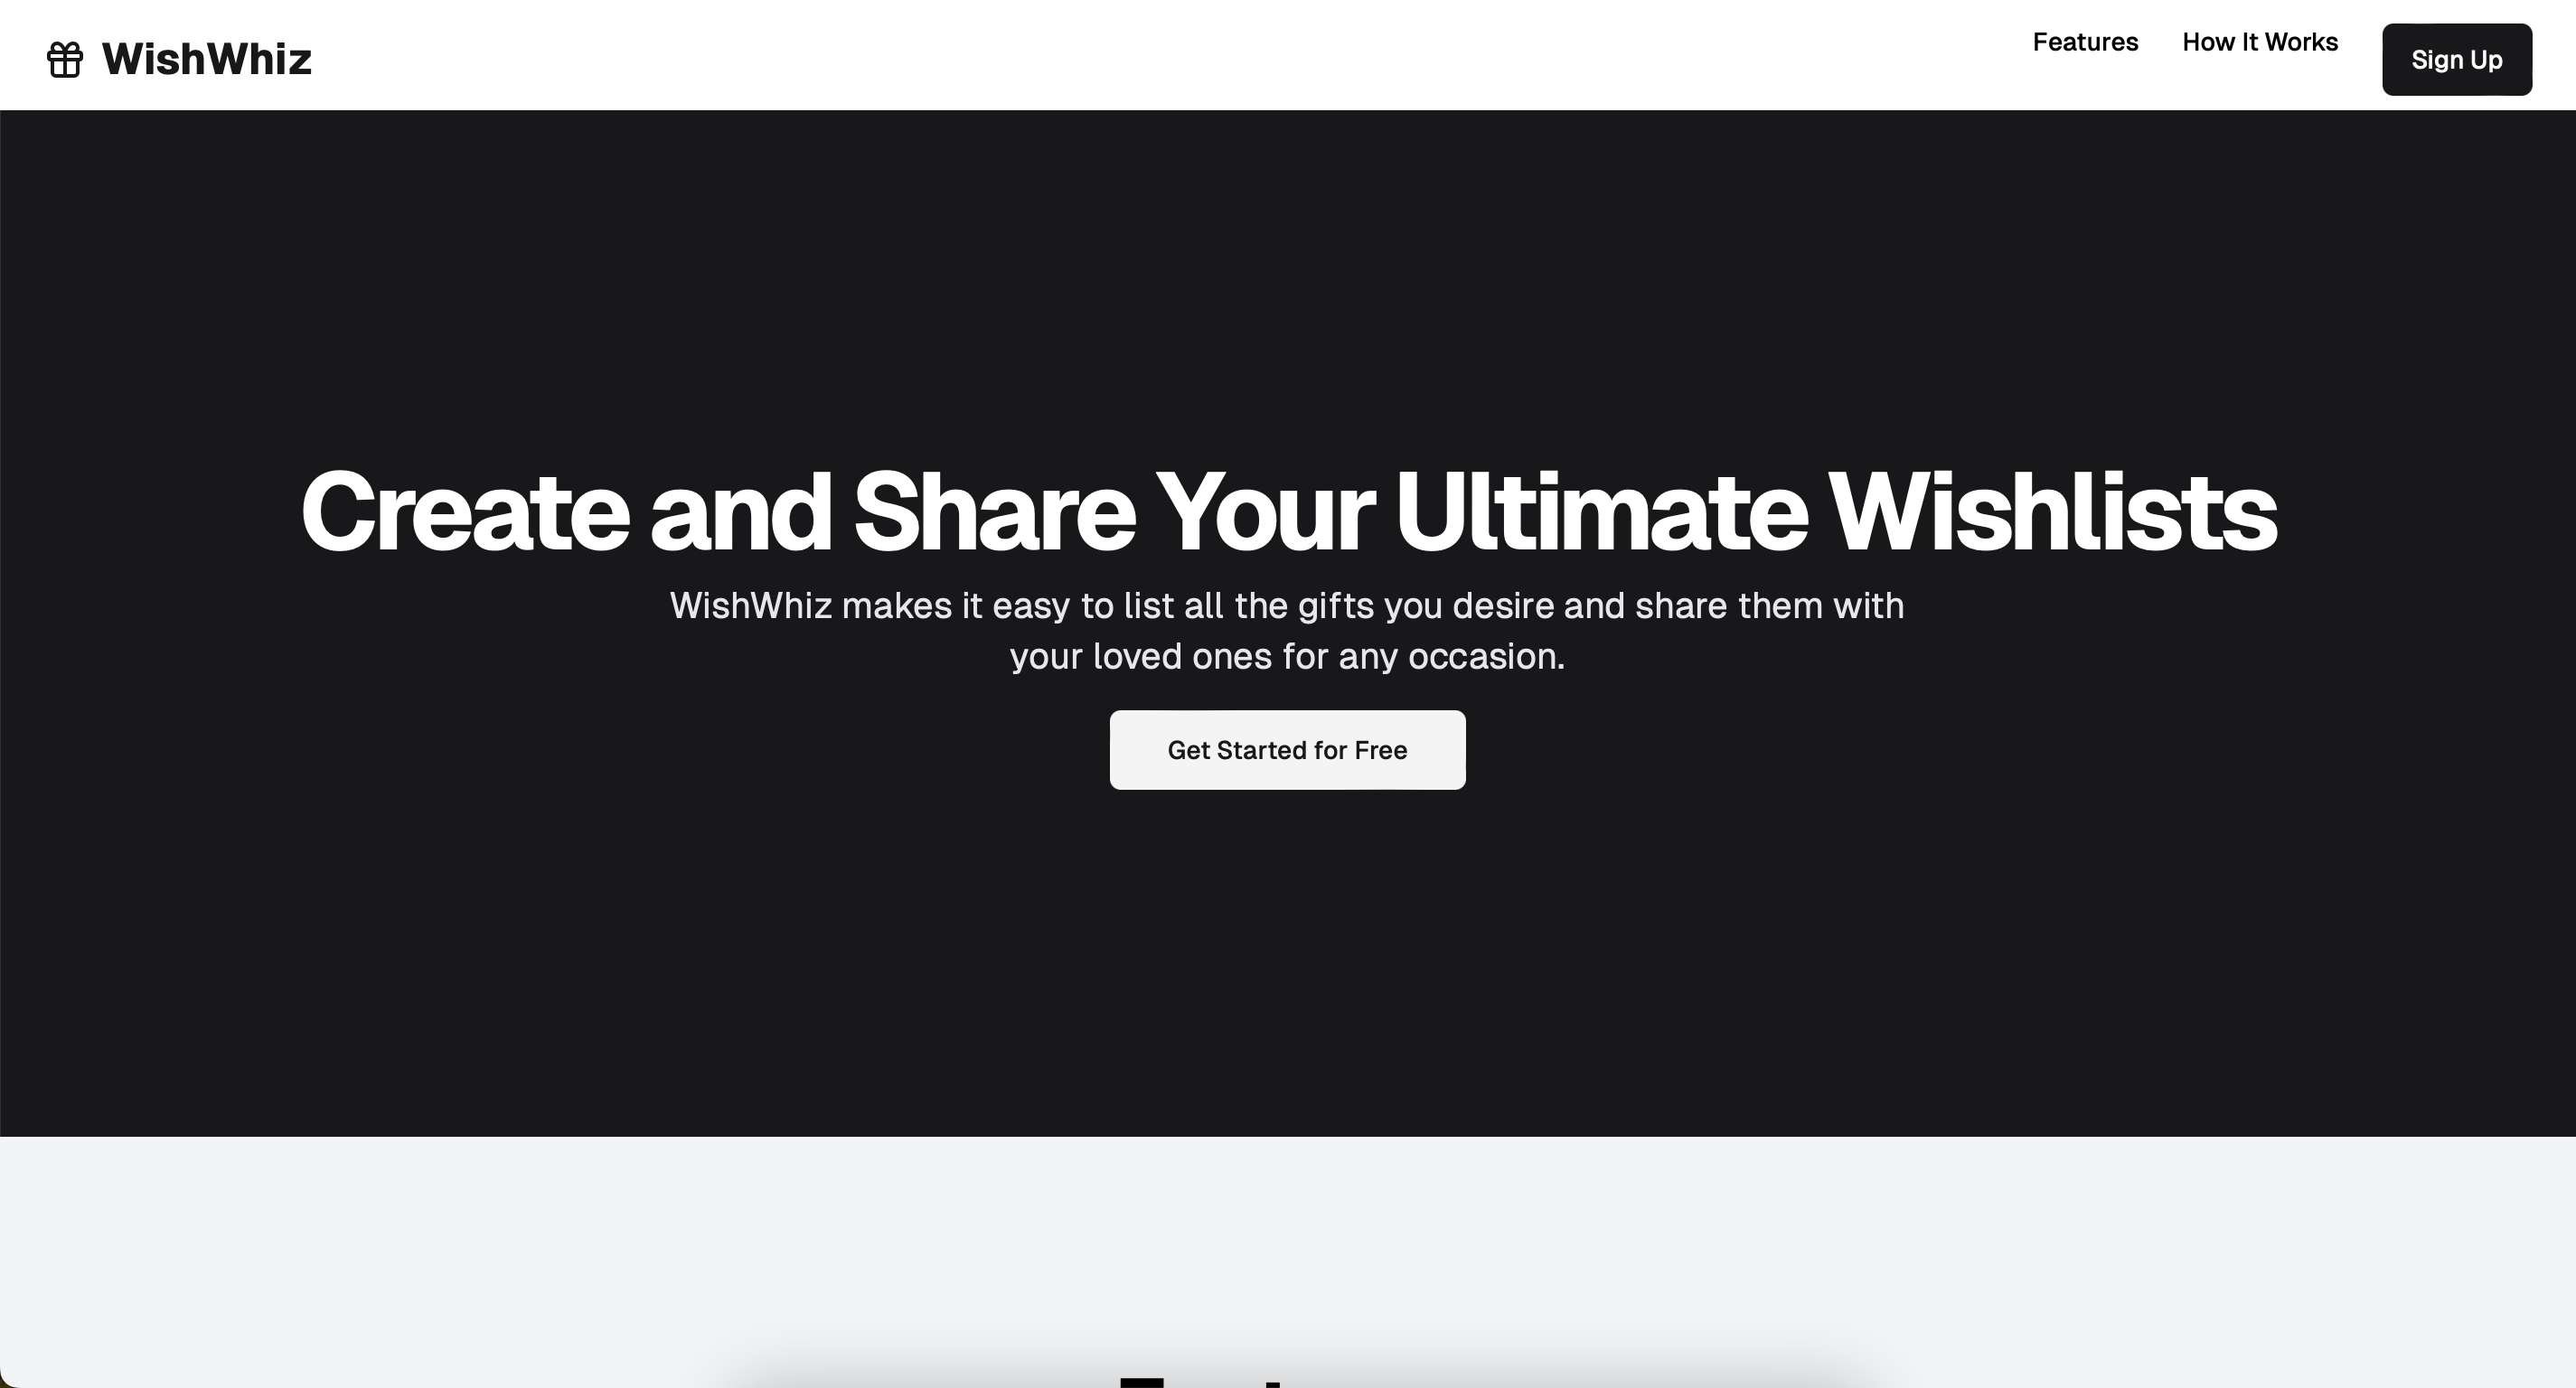 WishWhiz
Features
How It Works
Sign Up
Create and Share Your Ultimate Wishlists
WishWhiz makes it easy to list all the gifts you desire and share them with
your loved ones for any occasion.
Get Started for Free